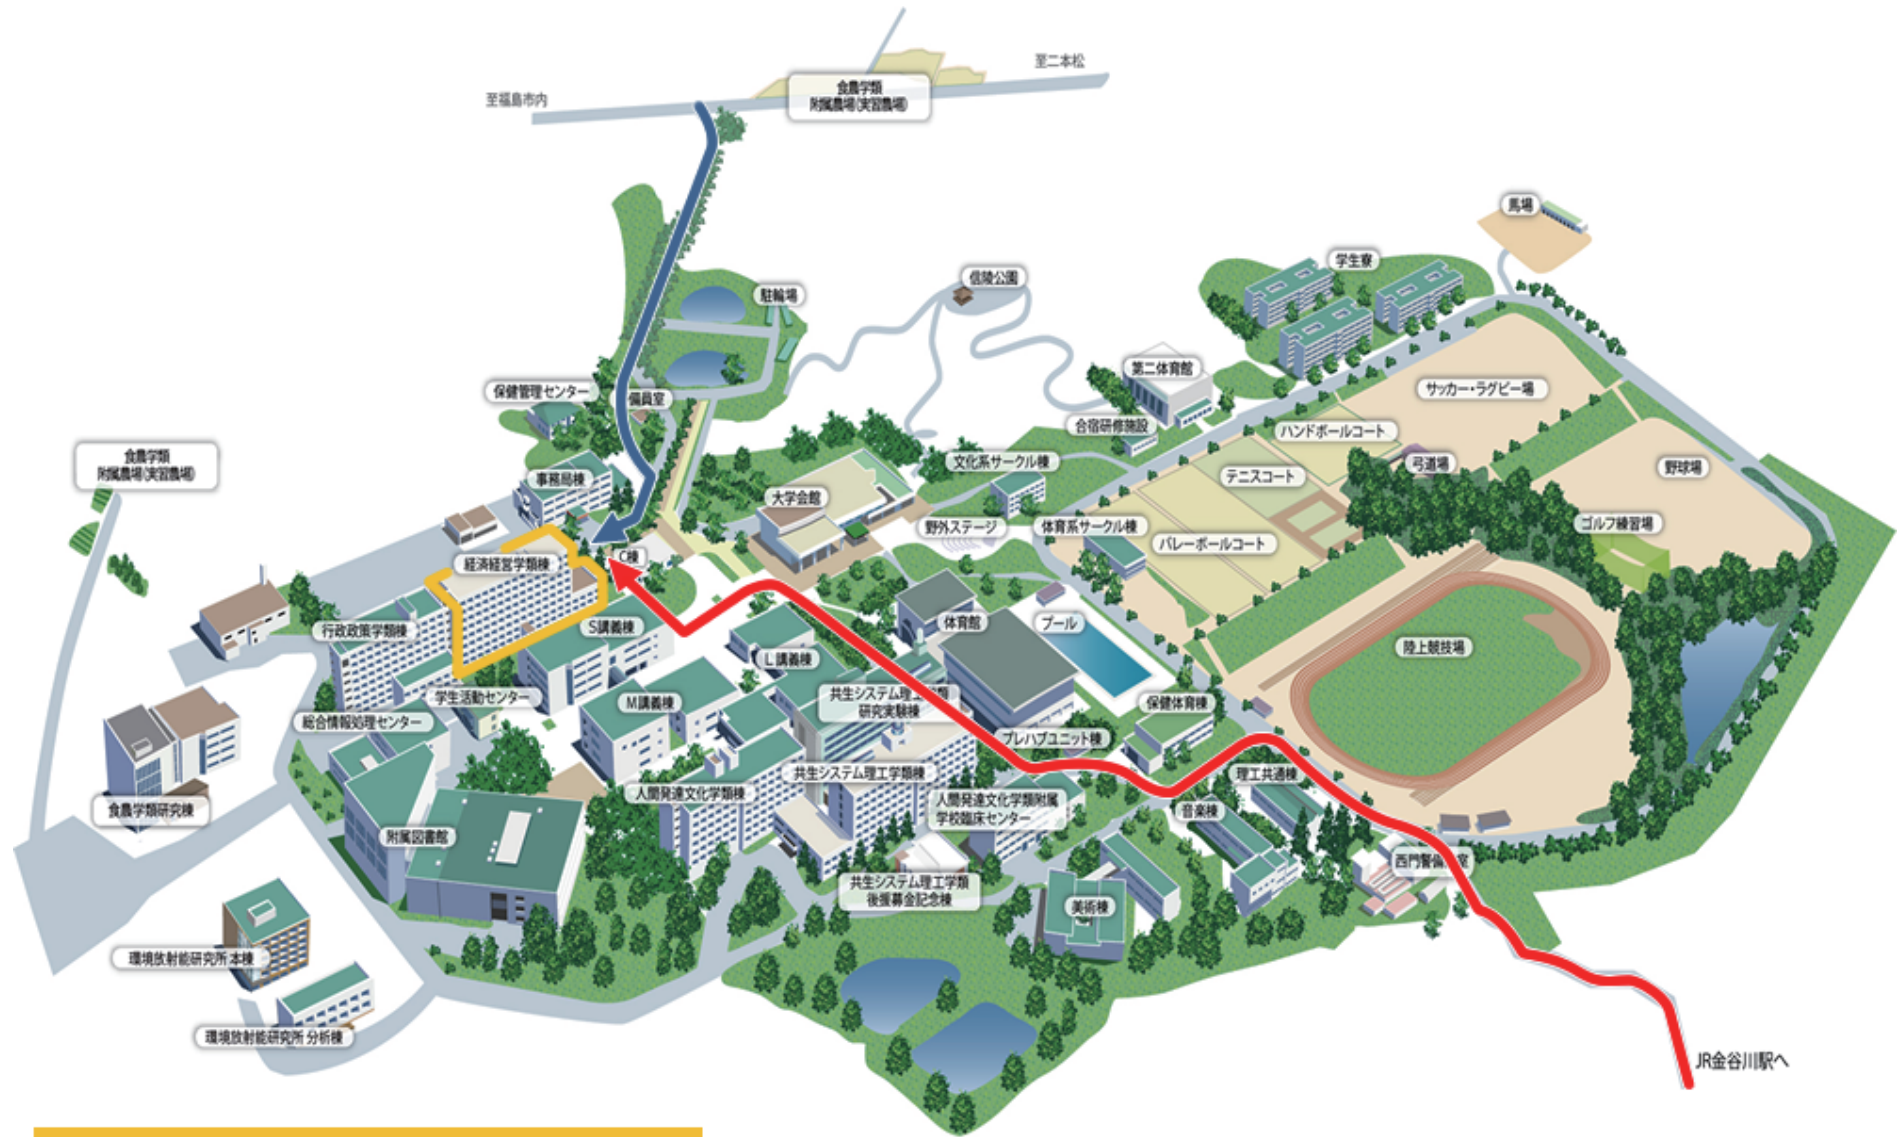 至二本松
食農学類
附属農場(実習農場)
至福島市内
馬場
学生寮
信陵公園
駐輪場
第二体育館
サッカー・ラグビー場
保健管理センター
備員室
合宿研修施設
ハンドボールコート
文化系サークル棟
弓道場
野球場
食農学類
附属農場(実習農場)
テニスコート
事務局棟
大学会館
野外ステージ
体育系サークル棟
ゴルフ練習場
バレーボールコート
C棟
経済経営学類棟
行政政策学類棟
S講義棟
体育館
プール
陸上競技場
L講義棟
学生活動センター
M講義棟
共生システム理工学類
研究実験棟
保健体育棟
総合情報処理センター
プレハブユニット棟
共生システム理工学類棟
理工共通棟
人間発達文化学類棟
人間発達文化学類附属
学校臨床センター
音楽棟
食農学類研究棟
附属図書館
西門警備員室
共生システム理工学類
後援募金記念棟
美術棟
環境放射能研究所 本棟
環境放射能研究所 分析棟
JR金谷川駅へ